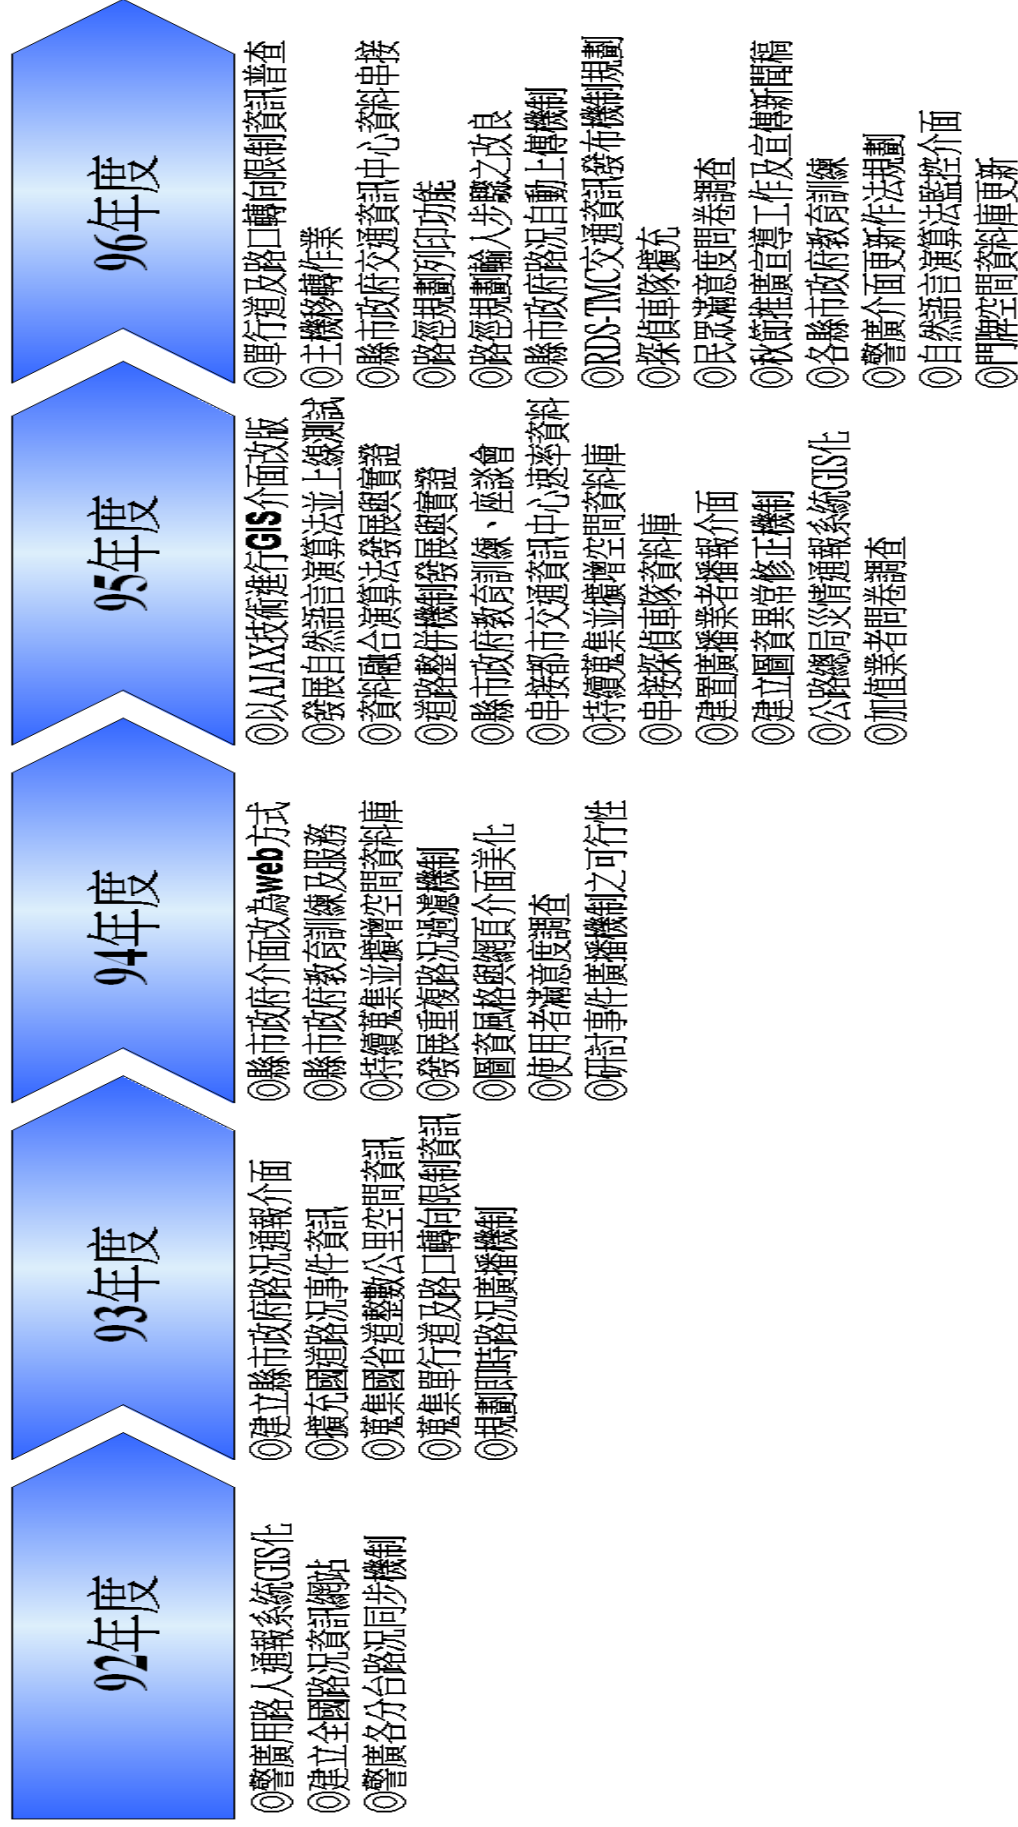 92年度
◎警廣用路人通報系統GIS化
◎建立全國路況資訊網站
◎警廣各分台路況同步機制
93年度
◎建立縣市政府路況通報介面
◎擴充國道路況事件資訊
◎蒐集國省道整數公里空間資訊
◎蒐集單行道及路口轉向限制資訊
◎規劃即時路況廣播機制
94年度
◎縣市政府介面改為web方式
◎縣市政府教育訓練及服務
◎持續蒐集並擴增空間資料庫
◎發展重複路況過濾機制
◎圖資風格與網頁介面美化
◎使用者滿意度調查
◎研討事件廣播機制之可行性
95年度
◎以AJAX技術進行GIS介面改版
◎發展自然語言演算法並上線測試
◎資料融合演算法發展與實證
◎道路整併機制發展與實證
◎縣市政府教育訓練、座談會
◎串接都市交通資訊中心速率資料
◎持續蒐集並擴增空間資料庫
◎串接探偵車隊資料庫
◎建置廣播業者播報介面
◎建立圖資異常修正機制
◎公路總局災情通報系統GIS化
◎加值業者問卷調查
96年度
◎單行道及路口轉向限制資訊普查
◎主機移轉作業
◎縣市政府交通資訊中心資料串接
◎路徑規劃列印功能
◎路徑規劃輸入步驟之改良
◎縣市政府路況自動上傳機制
◎RDS-TMC交通資訊發布機制規劃
◎探偵車隊擴充
◎民眾滿意度問卷調查
◎秋節推廣宣導工作及宣傳新聞稿
◎各縣市政府教育訓練
◎警廣介面更新作法規劃
◎自然語言演算法監控介面
◎門牌空間資料庫更新